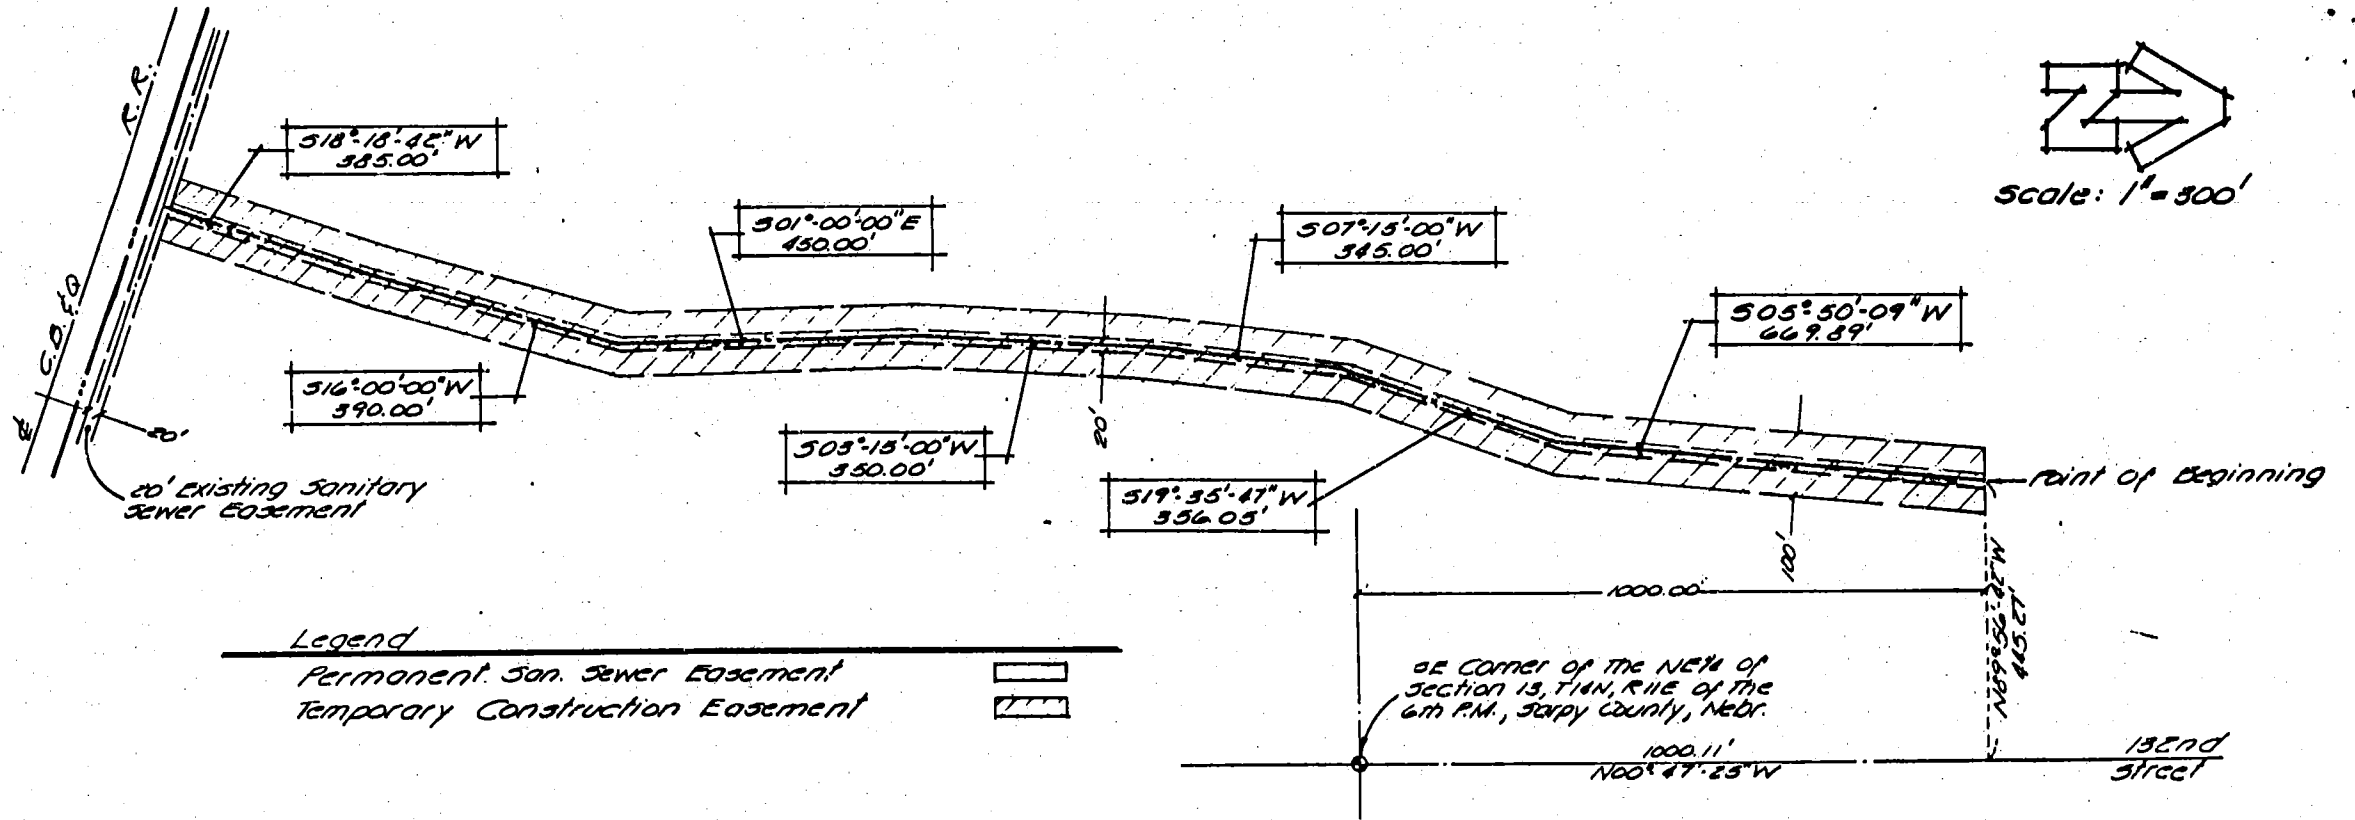 R. R.
C.B. & Q
S18°-18'-42" W
385.00'
S01°-00'-00" E
450.00'
S07°-15'-00" W
345.00'
S05°-50'-09" W
669.89'
N
Scale: 1" = 300'
S16°-00'-00" W
390.00'
S03°-15'-00" W
350.00'
S19°-35'-47" W
356.05'
20'
20'
100'
20' Existing Sanitary
Sewer Easement
Point Of Beginning
1000.00
N89°-56'-42" W
445.27'
Legend
Permanent San. Sewer Easement
Temporary Construction Easement
SE Corner of the NE¼ of
Section 13, T14N, R11E of the
6th P.M., Sarpy County, Nebr.
1000.11'
N00°-47'-25" W
132nd
Street